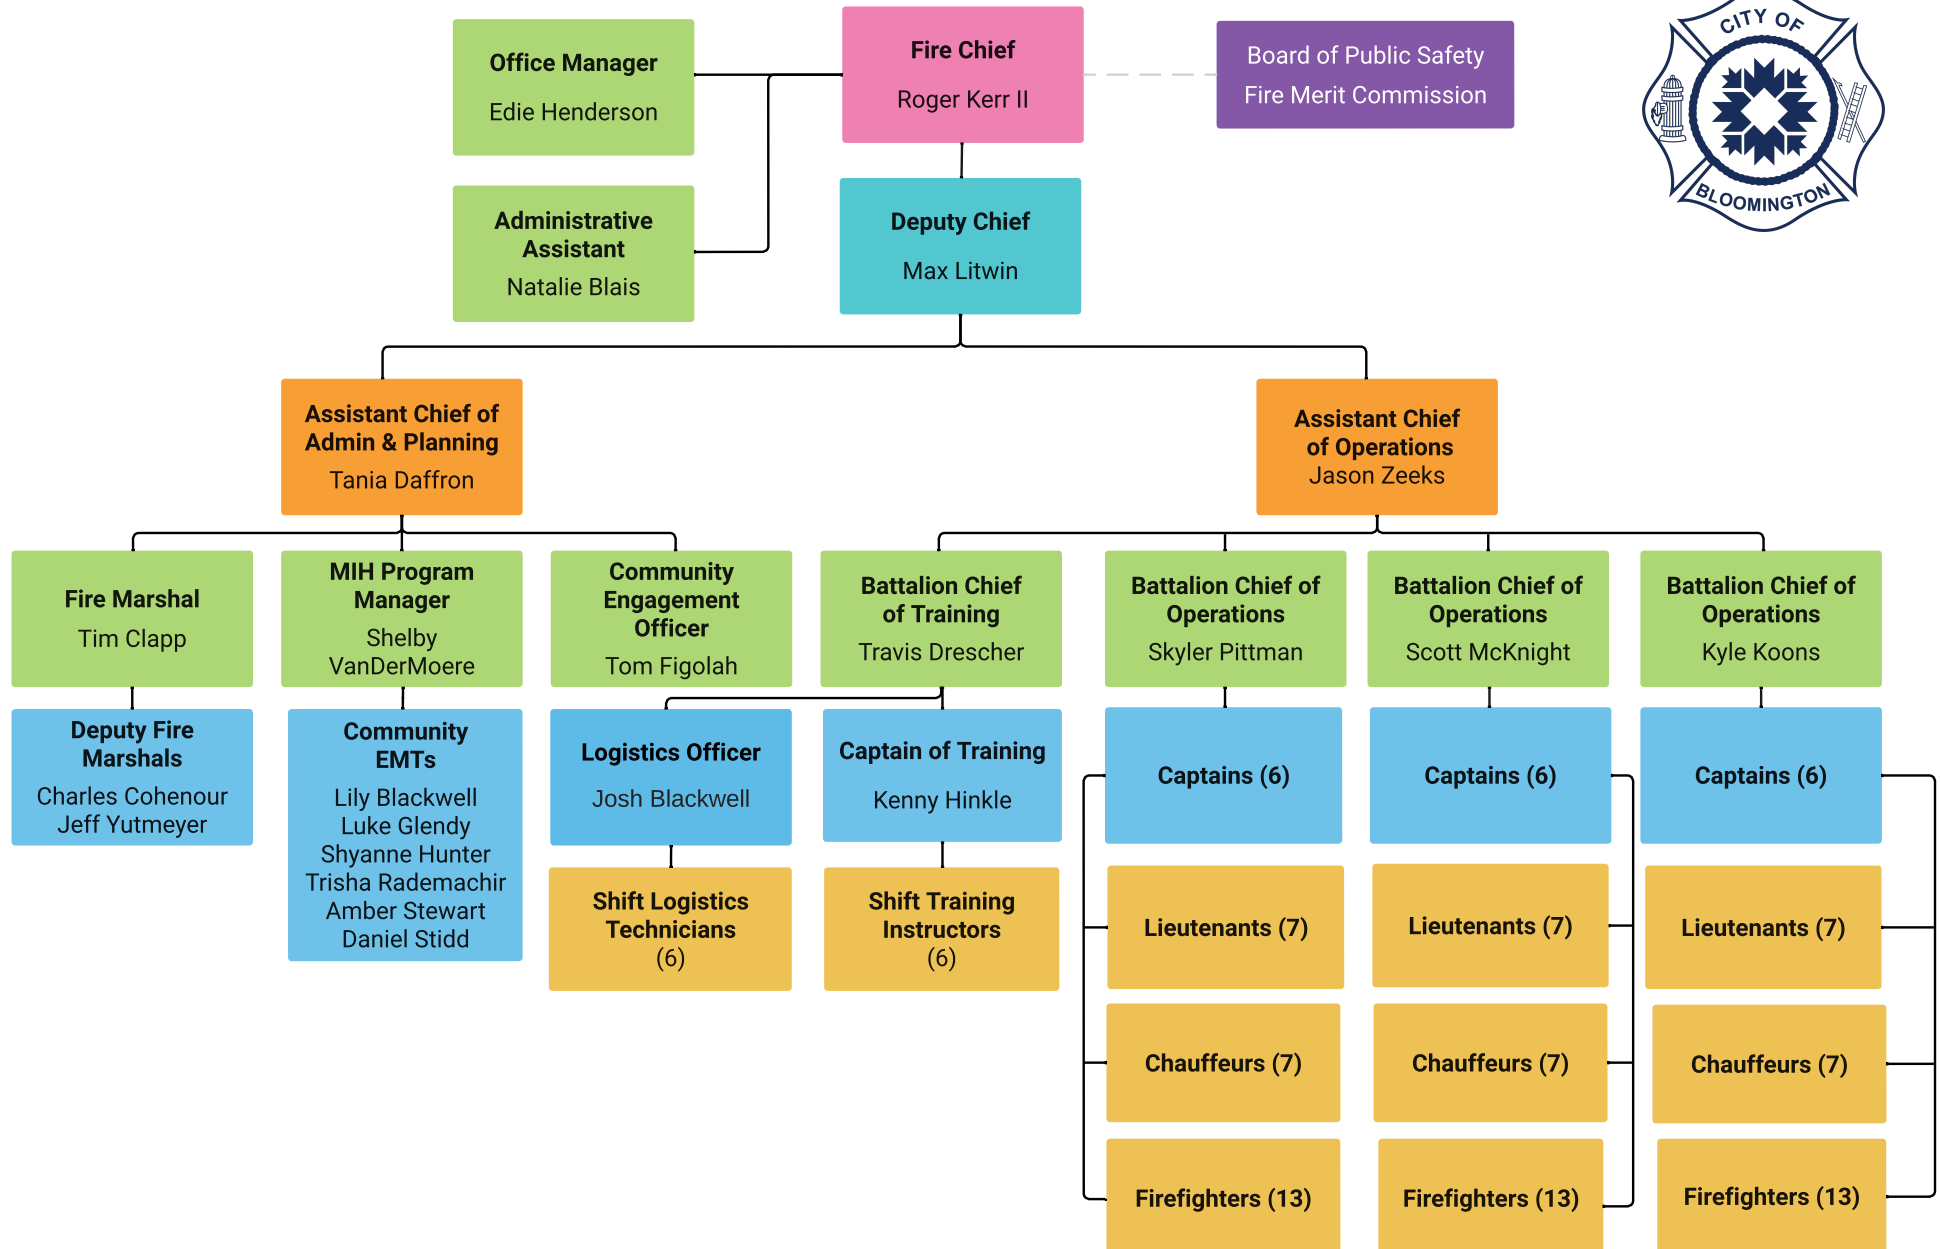 Office Manager
Edie Henderson
Fire Chief
Roger Kerr II
Board of Public Safety
Fire Merit Commission
CITY OF
BLOOMINGTON
Administrative
Assistant
Natalie Blais
Deputy Chief
Max Litwin
Assistant Chief of
Admin & Planning
Tania Daffron
Assistant Chief
of Operations
Jason Zeeks
Fire Marshal
Tim Clapp
MIH Program
Manager
Shelby
VanDerMoere
Community
Engagement
Officer
Tom Figolah
Battalion Chief
of Training
Travis Drescher
Battalion Chief of
Operations
Skyler Pittman
Battalion Chief of
Operations
Scott McKnight
Battalion Chief of
Operations
Kyle Koons
Deputy Fire
Marshals
Charles Cohenour
Jeff Yutmeyer
Community
EMTs
Lily Blackwell
Luke Glendy
Shyanne Hunter
Trisha Rademachir
Amber Stewart
Daniel Stidd
Logistics Officer
Josh Blackwell
Captain of Training
Kenny Hinkle
Captains (6)
Captains (6)
Captains (6)
Shift Logistics
Technicians
(6)
Shift Training
Instructors
(6)
Lieutenants (7)
Lieutenants (7)
Lieutenants (7)
Chauffeurs (7)
Chauffeurs (7)
Chauffeurs (7)
Firefighters (13)
Firefighters (13)
Firefighters (13)